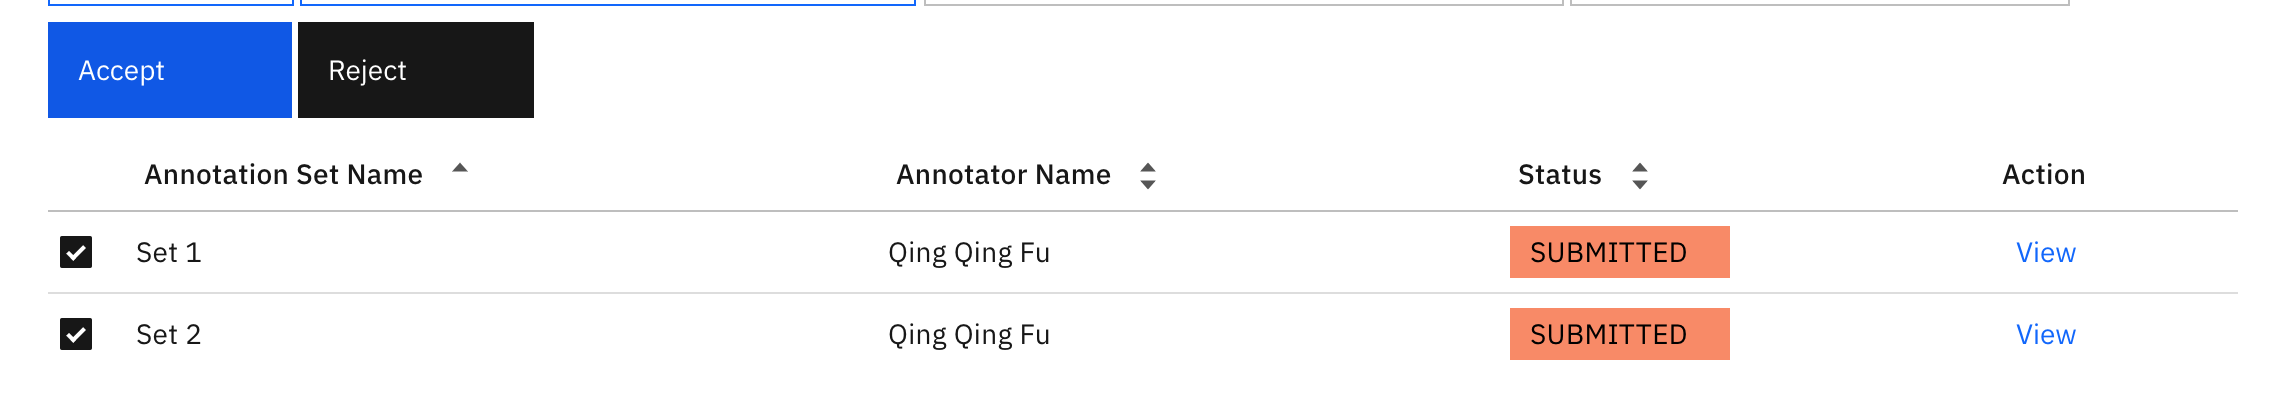 Accept Reject
Annotation Set Name Annotator Name Status Action
Set 1 Qing Qing Fu SUBMITTED View
Set 2 Qing Qing Fu SUBMITTED View